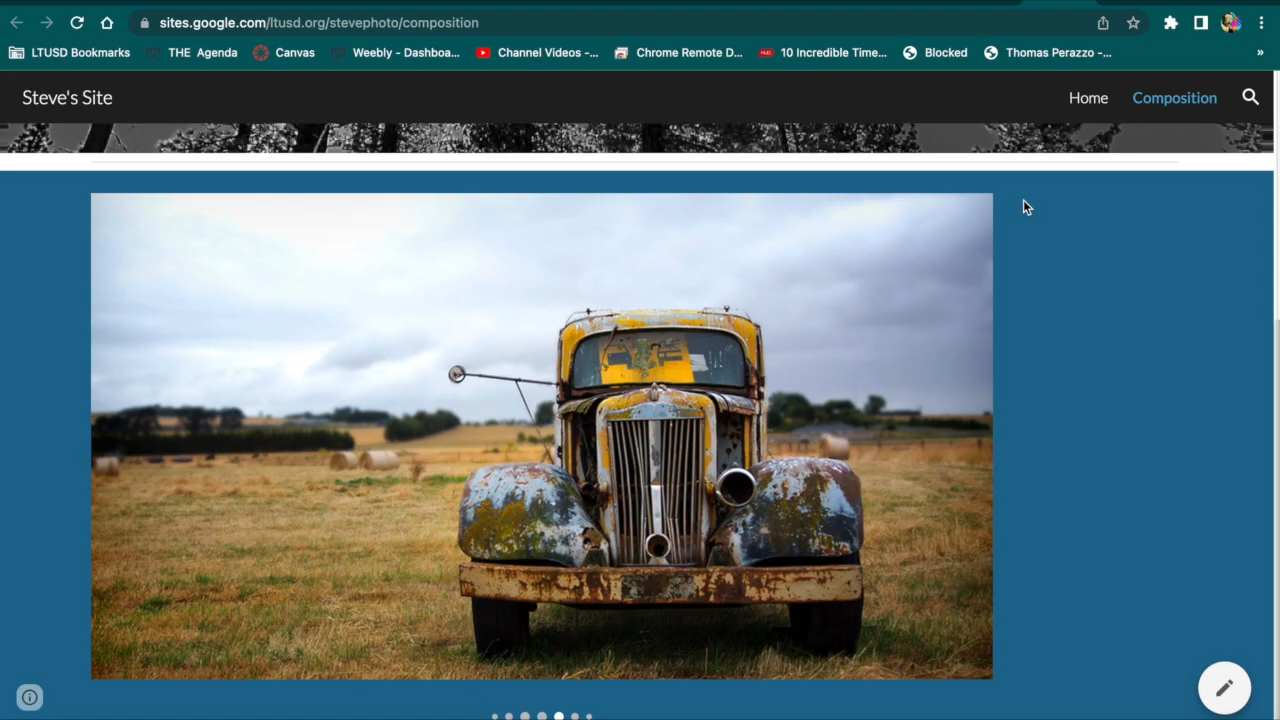 sites.google.com/ltusd.org/stevephoto/composition
LTUSD Bookmarks THE Agenda Canvas Weebly - Dashboa... Channel Videos -... Chrome Remote D... 10 Incredible Time... Blocked Thomas Perazzo -... »
Steve's Site Home Composition